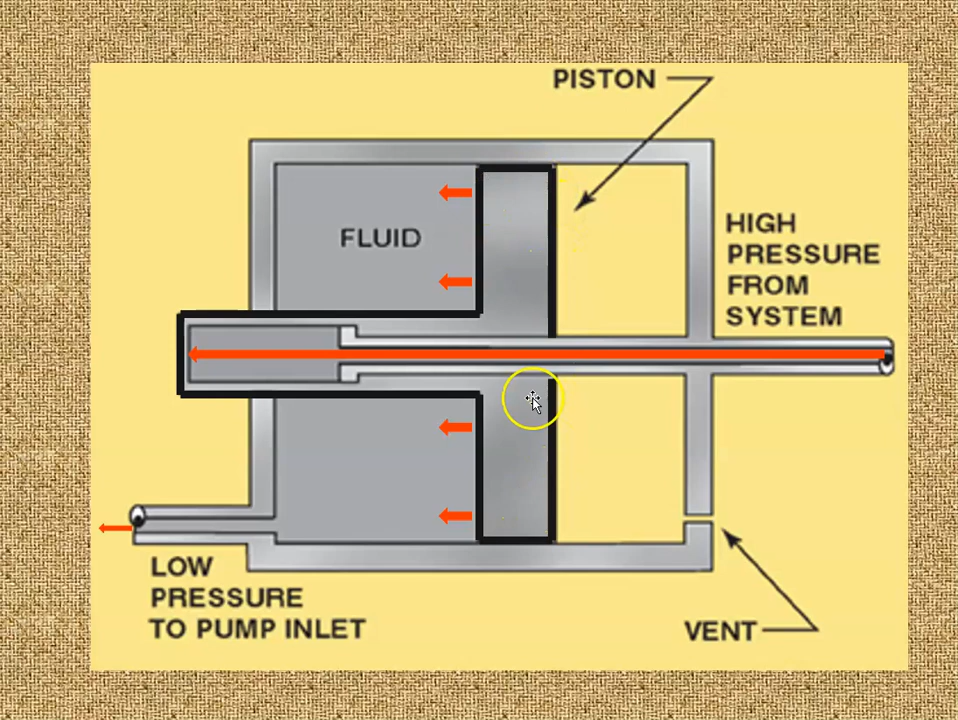 PISTON
FLUID
HIGH
PRESSURE
FROM
SYSTEM
LOW
PRESSURE
TO PUMP INLET
VENT